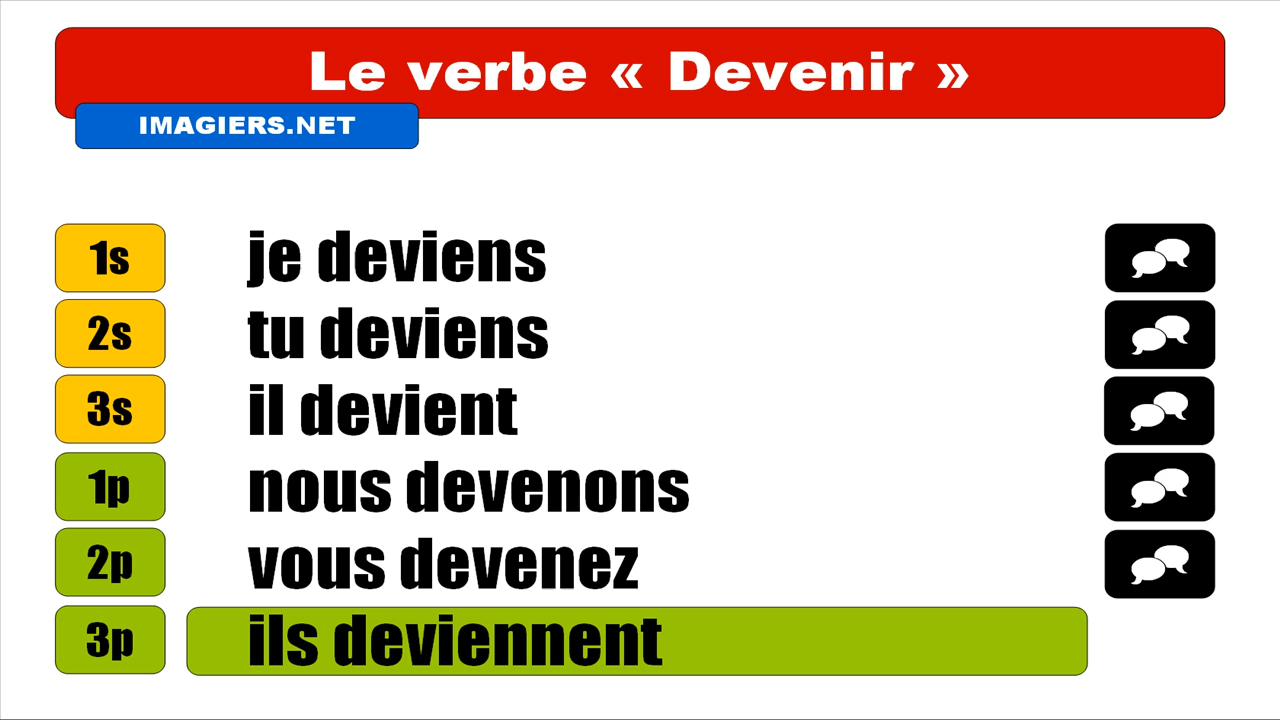 Le verbe « Devenir »
IMAGIERS.NET
1s je deviens
2s tu deviens
3s il devient
1p nous devenons
2p vous devenez
3p ils deviennent